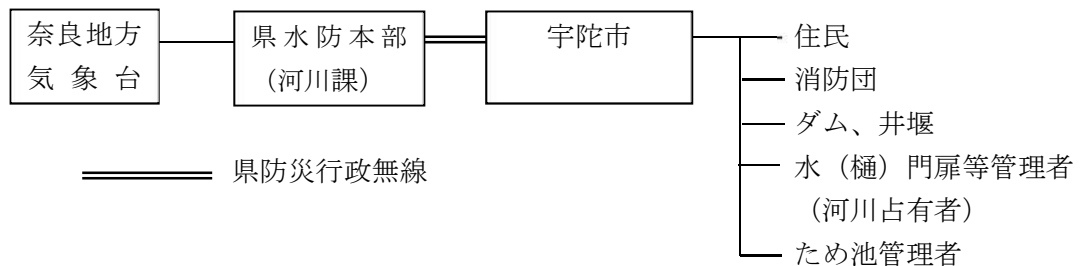 奈良地方
気象台
県水防本部
（河川課）
宇陀市
住民
消防団
ダム、井堰
水（樋）門扉等管理者
（河川占有者）
ため池管理者
県防災行政無線